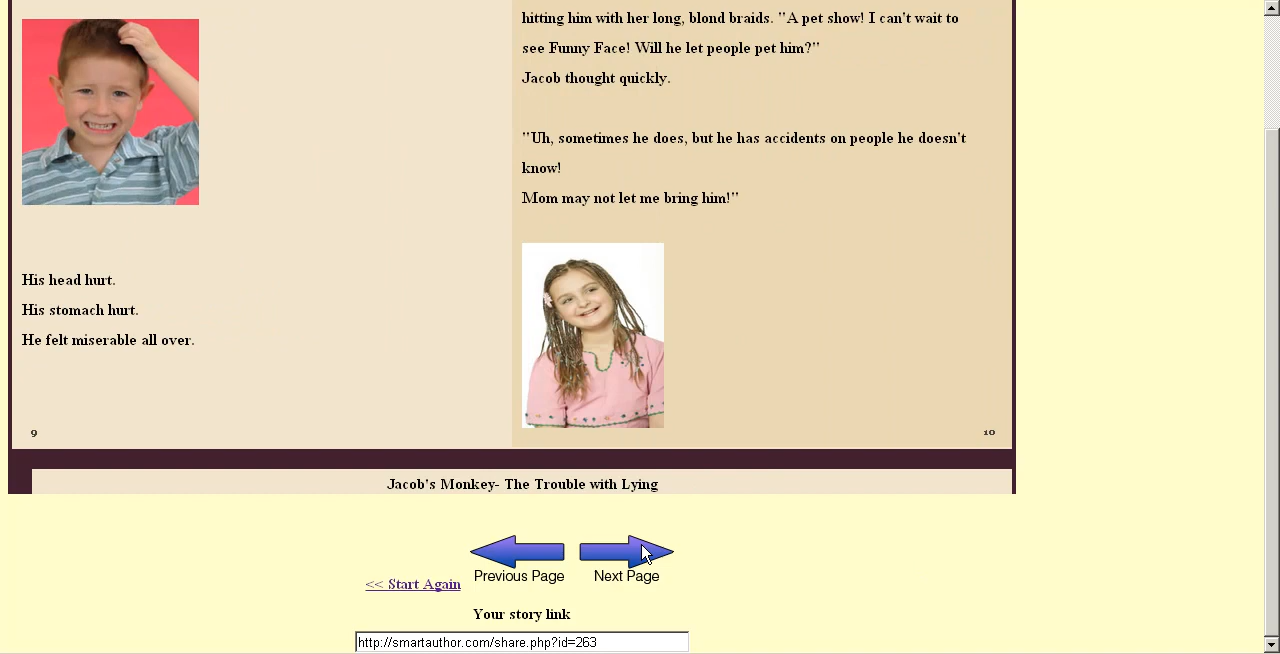 His head hurt.
His stomach hurt.
He felt miserable all over.
9
hitting him with her long, blond braids. "A pet show! I can't wait to
see Funny Face! Will he let people pet him?"
Jacob thought quickly.
"Uh, sometimes he does, but he has accidents on people he doesn't
know!
Mom may not let me bring him!"
10
Jacob's Monkey- The Trouble with Lying
<< Start Again
Previous Page
Next Page
Your story link
http://smartauthor.com/share.php?id=263